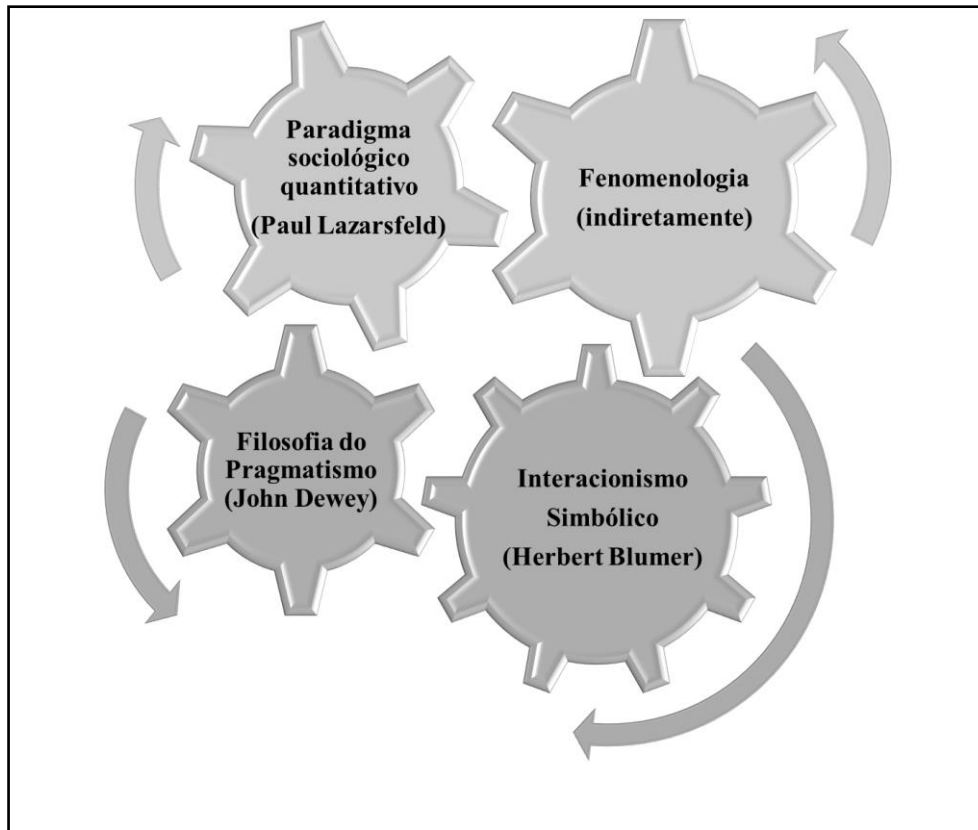 Paradigma
sociológico
quantitativo
(Paul Lazarsfeld)
Fenomenologia
(indiretamente)
Filosofia do
Pragmatismo
(John Dewey)
Interacionismo
Simbólico
(Herbert Blumer)